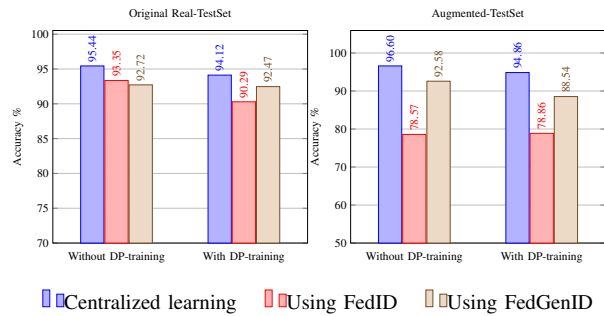 Original Real-TestSet
Accuracy %
100
95
90
85
80
75
70
95.44
93.35
92.72
94.12
90.29
92.47
Without DP-training
With DP-training
Augmented-TestSet
Accuracy %
100
90
80
70
60
50
96.60
78.57
92.58
94.86
78.86
88.54
Without DP-training
With DP-training
Centralized learning
Using FedID
Using FedGenID